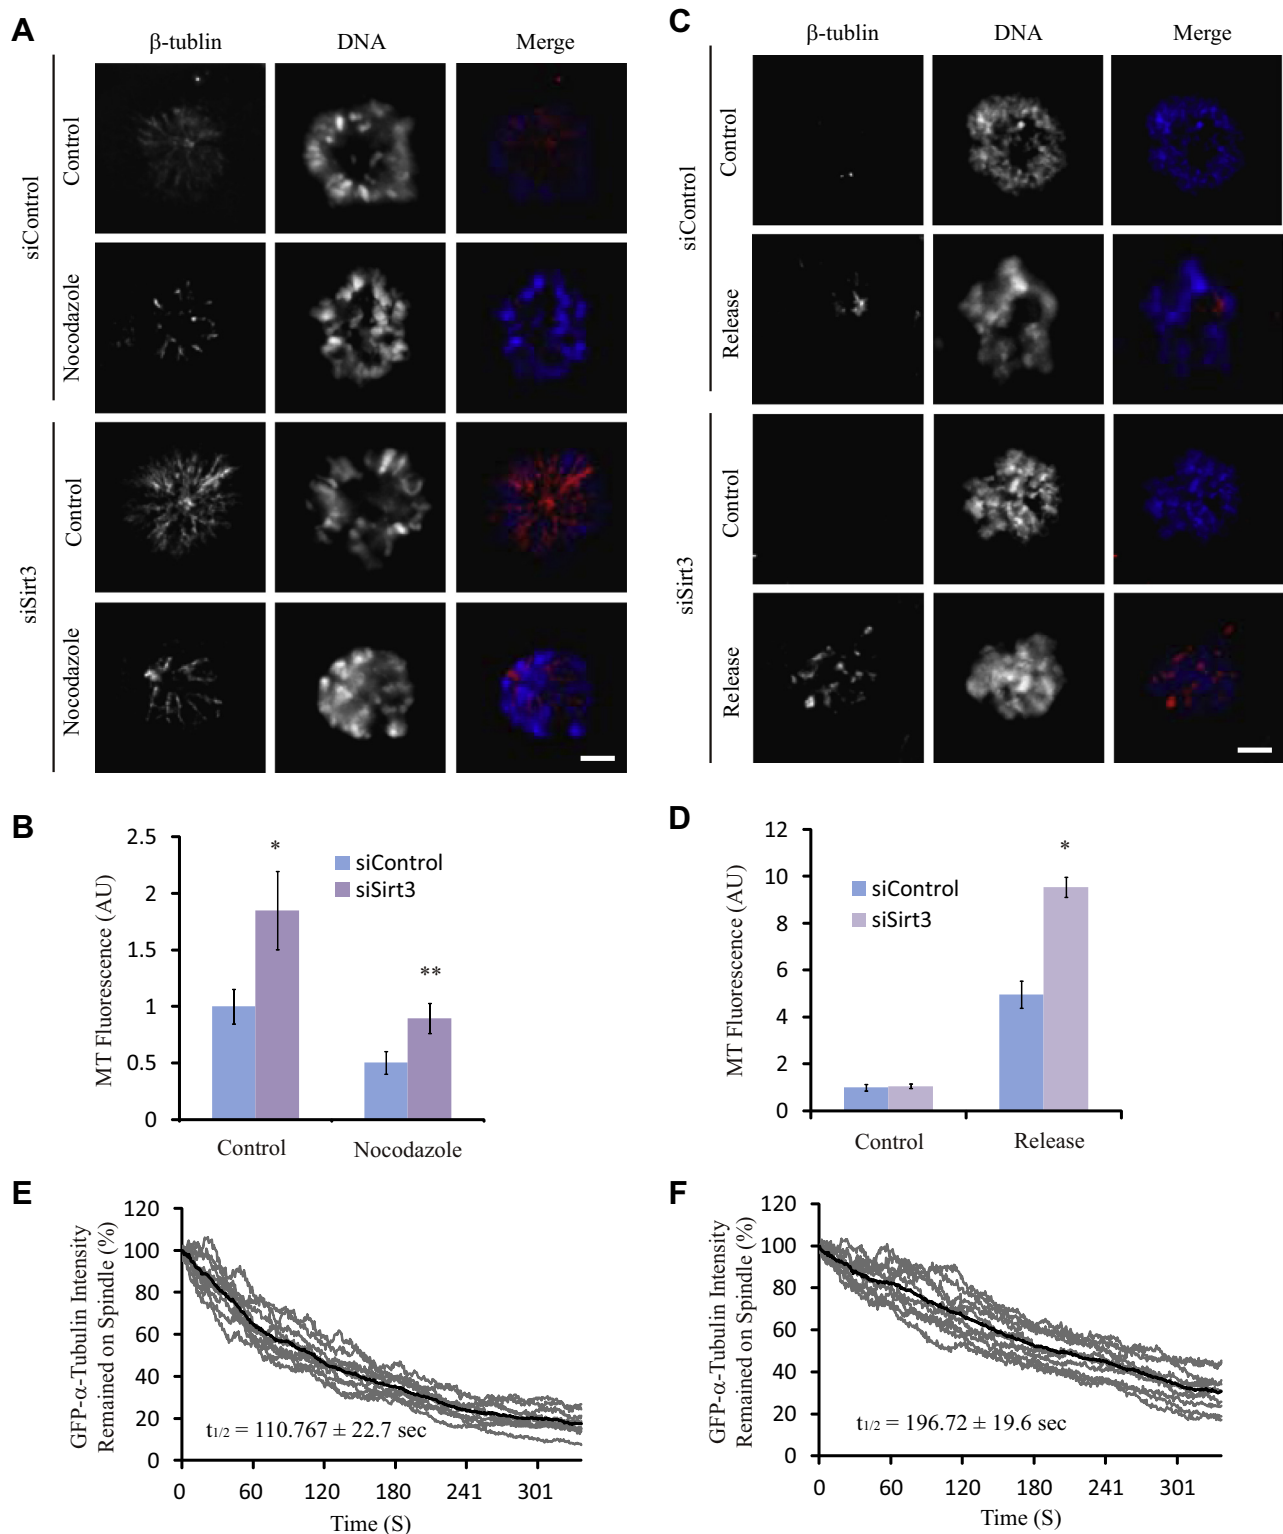 A
β-tublin DNA Merge
siControl
Control
Nocodazole
siSirt3
Control
Nocodazole
C
β-tublin DNA Merge
siControl
Control
Release
siSirt3
Control
Release
B
MT Fluorescence (AU)
2.5
2
1.5
1
0.5
0
*
**
siControl
siSirt3
Control Nocodazole
D
MT Fluorescence (AU)
12
10
8
6
4
2
0
*
siControl
siSirt3
Control Release
E
GFP-α-Tubulin Intensity
Remained on Spindle (%)
120
100
80
60
40
20
0
t1/2 = 110.767 ± 22.7 sec
0 60 120 180 241 301
Time (S)
F
GFP-α-Tubulin Intensity
Remained on Spindle (%)
120
100
80
60
40
20
0
t1/2 = 196.72 ± 19.6 sec
0 60 120 180 241 301
Time (S)